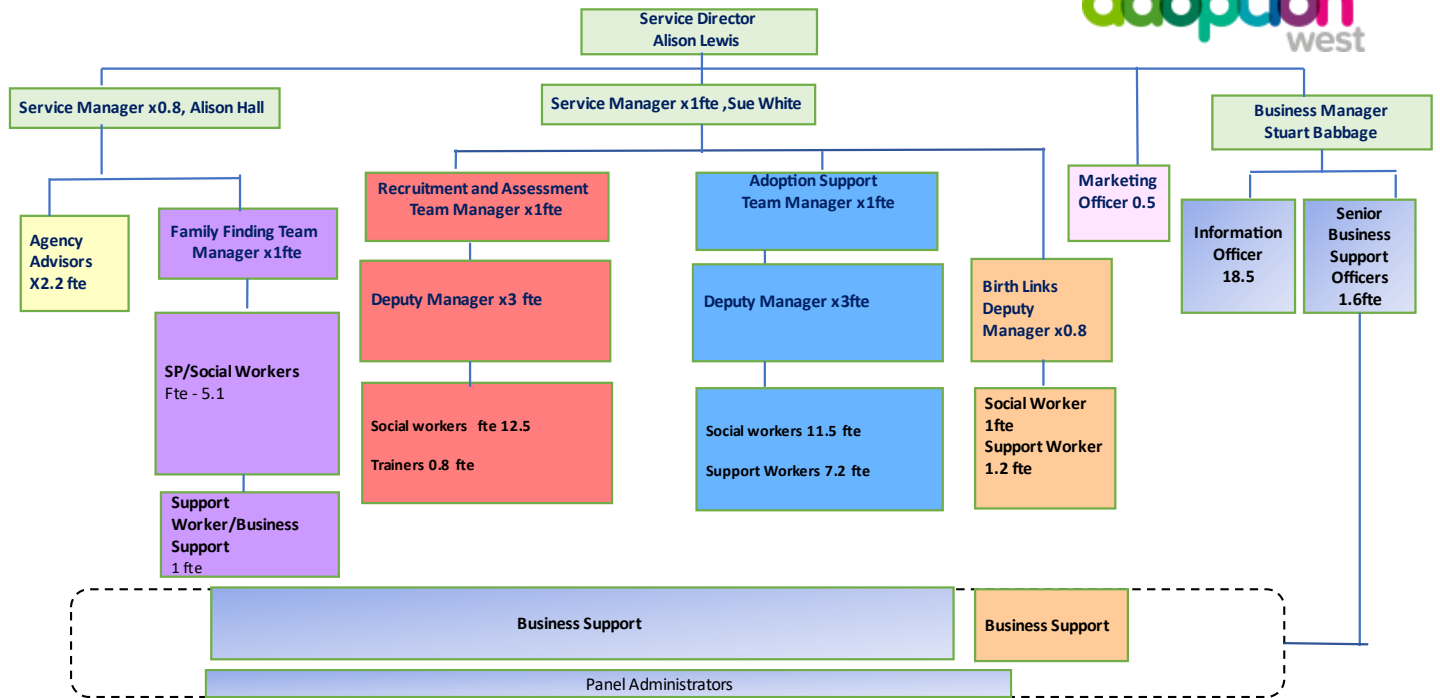 adoption
west
Service Director
Alison Lewis
Service Manager x0.8, Alison Hall
Service Manager x1fte ,Sue White
Business Manager
Stuart Babbage
Agency
Advisors
X2.2 fte
Family Finding Team
Manager x1fte
SP/Social Workers
Fte - 5.1
Support
Worker/Business
Support
1 fte
Recruitment and Assessment
Team Manager x1fte
Deputy Manager x3 fte
Social workers fte 12.5
Trainers 0.8 fte
Adoption Support
Team Manager x1fte
Deputy Manager x3fte
Social workers 11.5 fte
Support Workers 7.2 fte
Birth Links
Deputy
Manager x0.8
Social Worker
1fte
Support Worker
1.2 fte
Marketing
Officer 0.5
Information
Officer
18.5
Senior
Business
Support
Officers
1.6fte
Business Support
Business Support
Panel Administrators